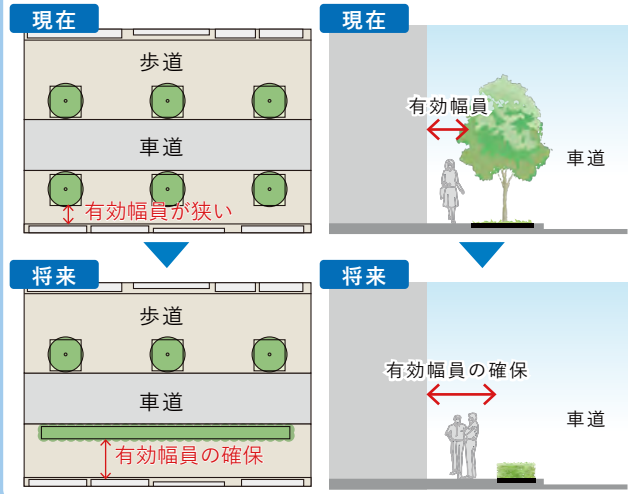 現在
歩道
車道
有効幅員が狭い
現在
有効幅員
車道
将来
歩道
車道
有効幅員の確保
将来
有効幅員の確保
車道